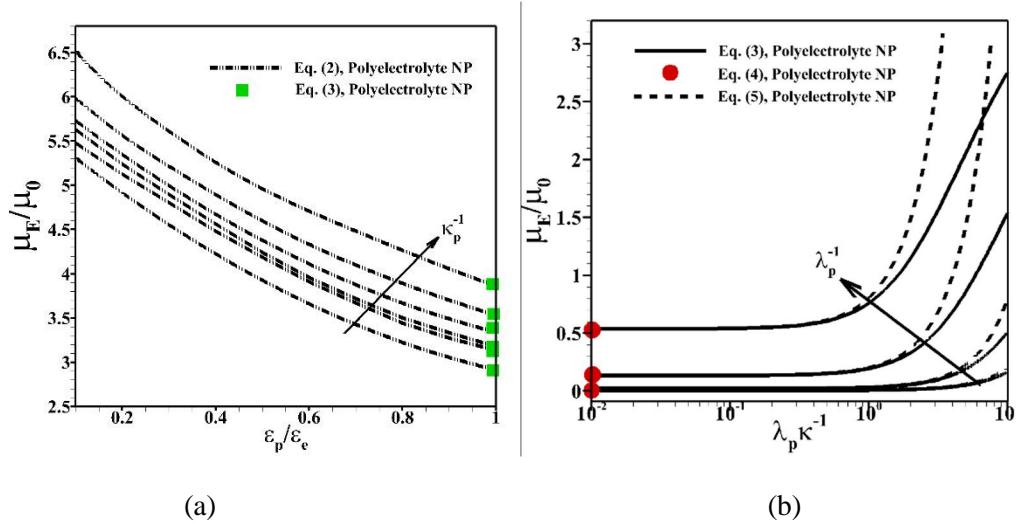 6.5
6
5.5
5
4.5
4
3.5
3
2.5
μE/μ0
Eq. (2), Polyelectrolyte NP
Eq. (3), Polyelectrolyte NP
κp-1
0.2 0.4 0.6 0.8 1
εp/εe
(a)
3
2.5
2
1.5
1
0.5
0
μE/μ0
Eq. (3), Polyelectrolyte NP
Eq. (4), Polyelectrolyte NP
Eq. (5), Polyelectrolyte NP
λp-1
10-2 10-1 100 10
λpκ-1
(b)